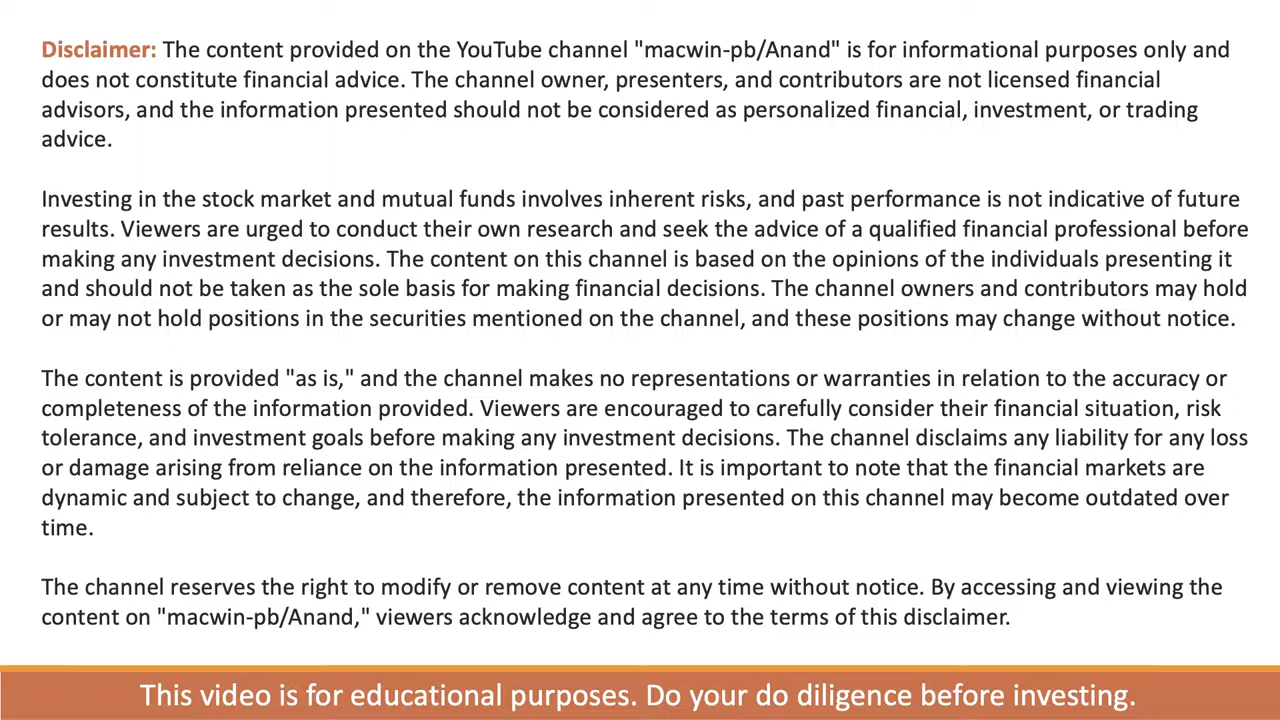 Disclaimer: The content provided on the YouTube channel "macwin-pb/Anand" is for informational purposes only and
does not constitute financial advice. The channel owner, presenters, and contributors are not licensed financial
advisors, and the information presented should not be considered as personalized financial, investment, or trading
advice.
Investing in the stock market and mutual funds involves inherent risks, and past performance is not indicative of future
results. Viewers are urged to conduct their own research and seek the advice of a qualified financial professional before
making any investment decisions. The content on this channel is based on the opinions of the individuals presenting it
and should not be taken as the sole basis for making financial decisions. The channel owners and contributors may hold
or may not hold positions in the securities mentioned on the channel, and these positions may change without notice.
The content is provided "as is," and the channel makes no representations or warranties in relation to the accuracy or
completeness of the information provided. Viewers are encouraged to carefully consider their financial situation, risk
tolerance, and investment goals before making any investment decisions. The channel disclaims any liability for any loss
or damage arising from reliance on the information presented. It is important to note that the financial markets are
dynamic and subject to change, and therefore, the information presented on this channel may become outdated over
time.
The channel reserves the right to modify or remove content at any time without notice. By accessing and viewing the
content on "macwin-pb/Anand," viewers acknowledge and agree to the terms of this disclaimer.
This video is for educational purposes. Do your do diligence before investing.